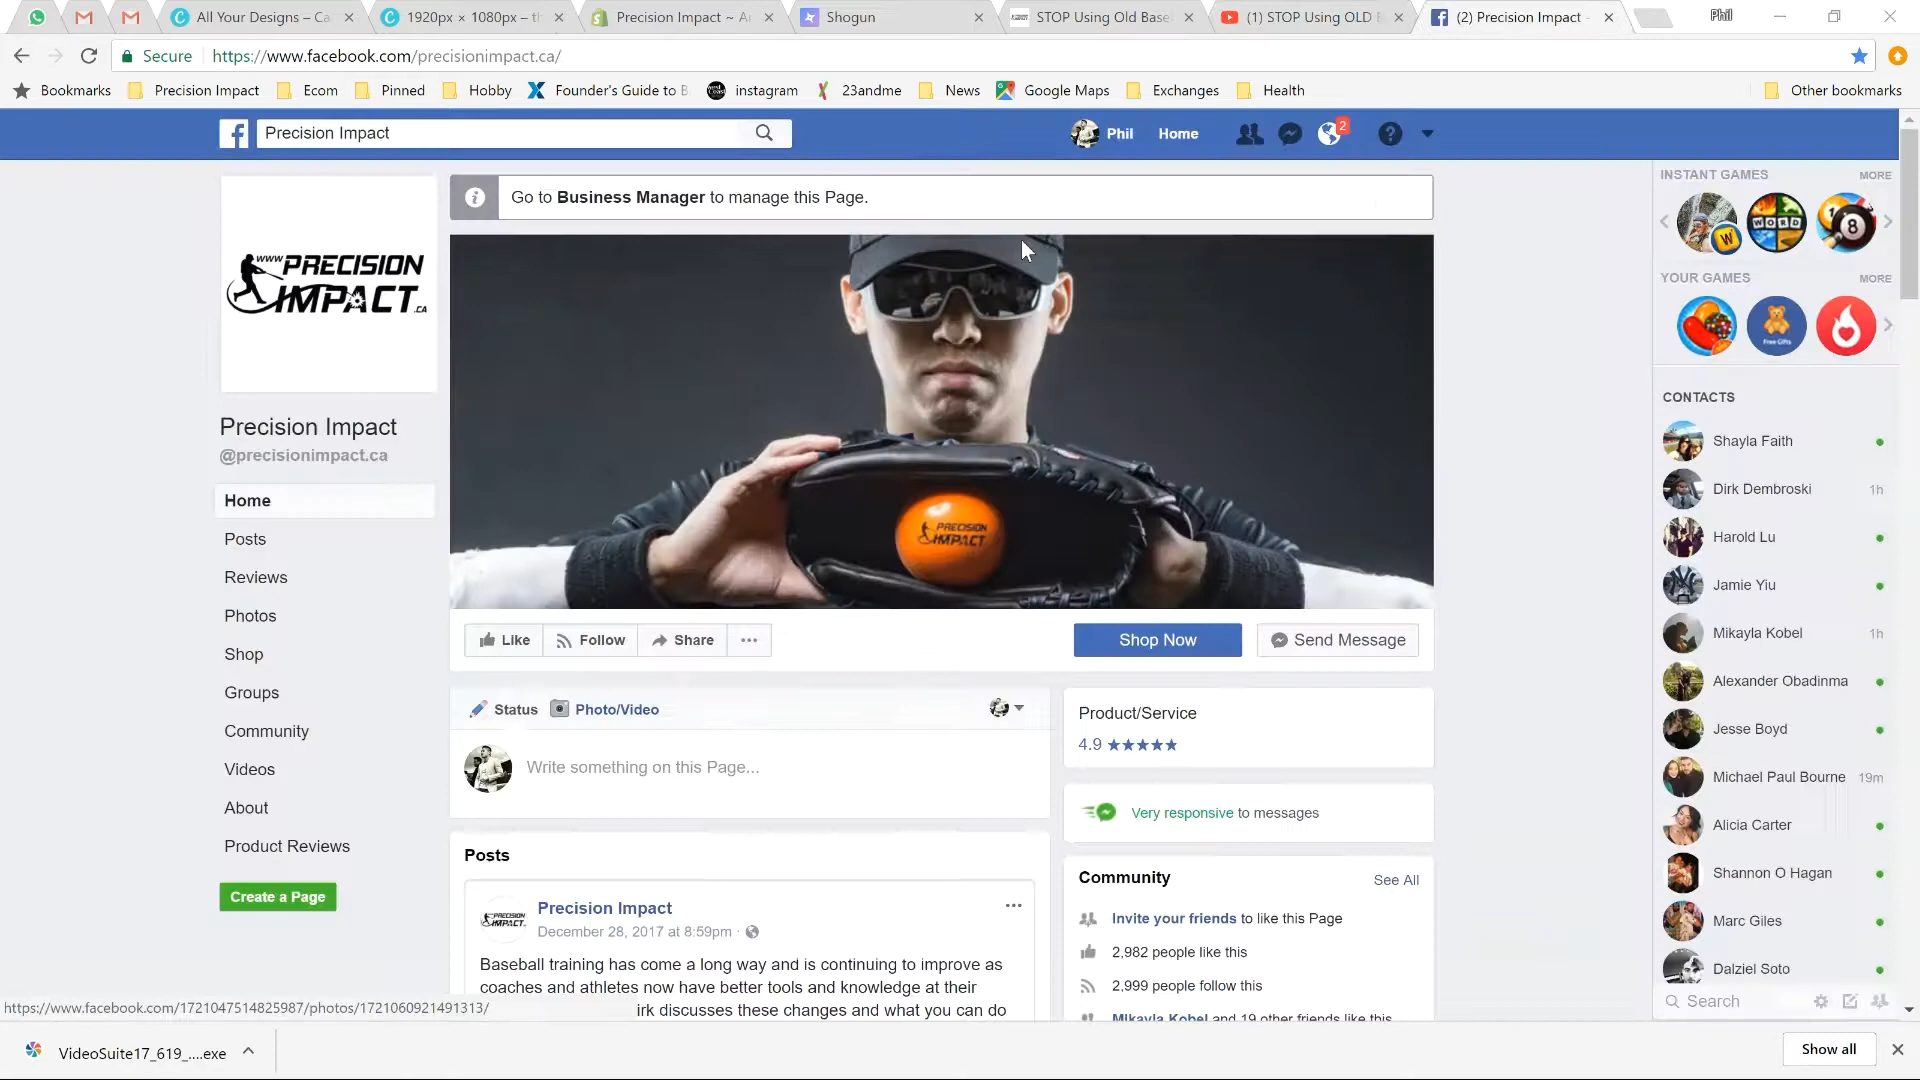 All Your Designs – Ca
1920px × 1080px – th
Precision Impact ~ A
Shogun
STOP Using Old Base
(1) STOP Using OLD
(2) Precision Impact -
Phil
Secure https://www.facebook.com/precisionimpact.ca/
Bookmarks Precision Impact Ecom Pinned Hobby Founder's Guide to B instagram 23andme News Google Maps Exchanges Health Other bookmarks
Precision Impact
Phil Home 2
Go to Business Manager to manage this Page.
INSTANT GAMES MORE
W WORD 8
YOUR GAMES MORE
Free Gifts
www PRECISION
IMPACT.ca
PRECISION
IMPACT
Precision Impact
@precisionimpact.ca
Home
Posts
Reviews
Photos
Shop
Groups
Community
Videos
About
Product Reviews
Create a Page
Like Follow Share
Shop Now Send Message
Status Photo/Video
Write something on this Page...
Posts
PRECISION
IMPACT
Precision Impact
December 28, 2017 at 8:59pm ·
Baseball training has come a long way and is continuing to improve as
coaches and athletes now have better tools and knowledge at their
irk discusses these changes and what you can do
Product/Service
4.9 ★★★★★
Very responsive to messages
Community See All
Invite your friends to like this Page
2,982 people like this
2,999 people follow this
Mikayla Kobel and 19 other friends like this
CONTACTS
Shayla Faith
Dirk Dembroski 1h
Harold Lu
Jamie Yiu
Mikayla Kobel 1h
Alexander Obadinma
Jesse Boyd
Michael Paul Bourne 19m
Alicia Carter
Shannon O Hagan
Marc Giles
Dalziel Soto
Search
https://www.facebook.com/1721047514825987/photos/1721060921491313/
VideoSuite17_619_....exe
Show all